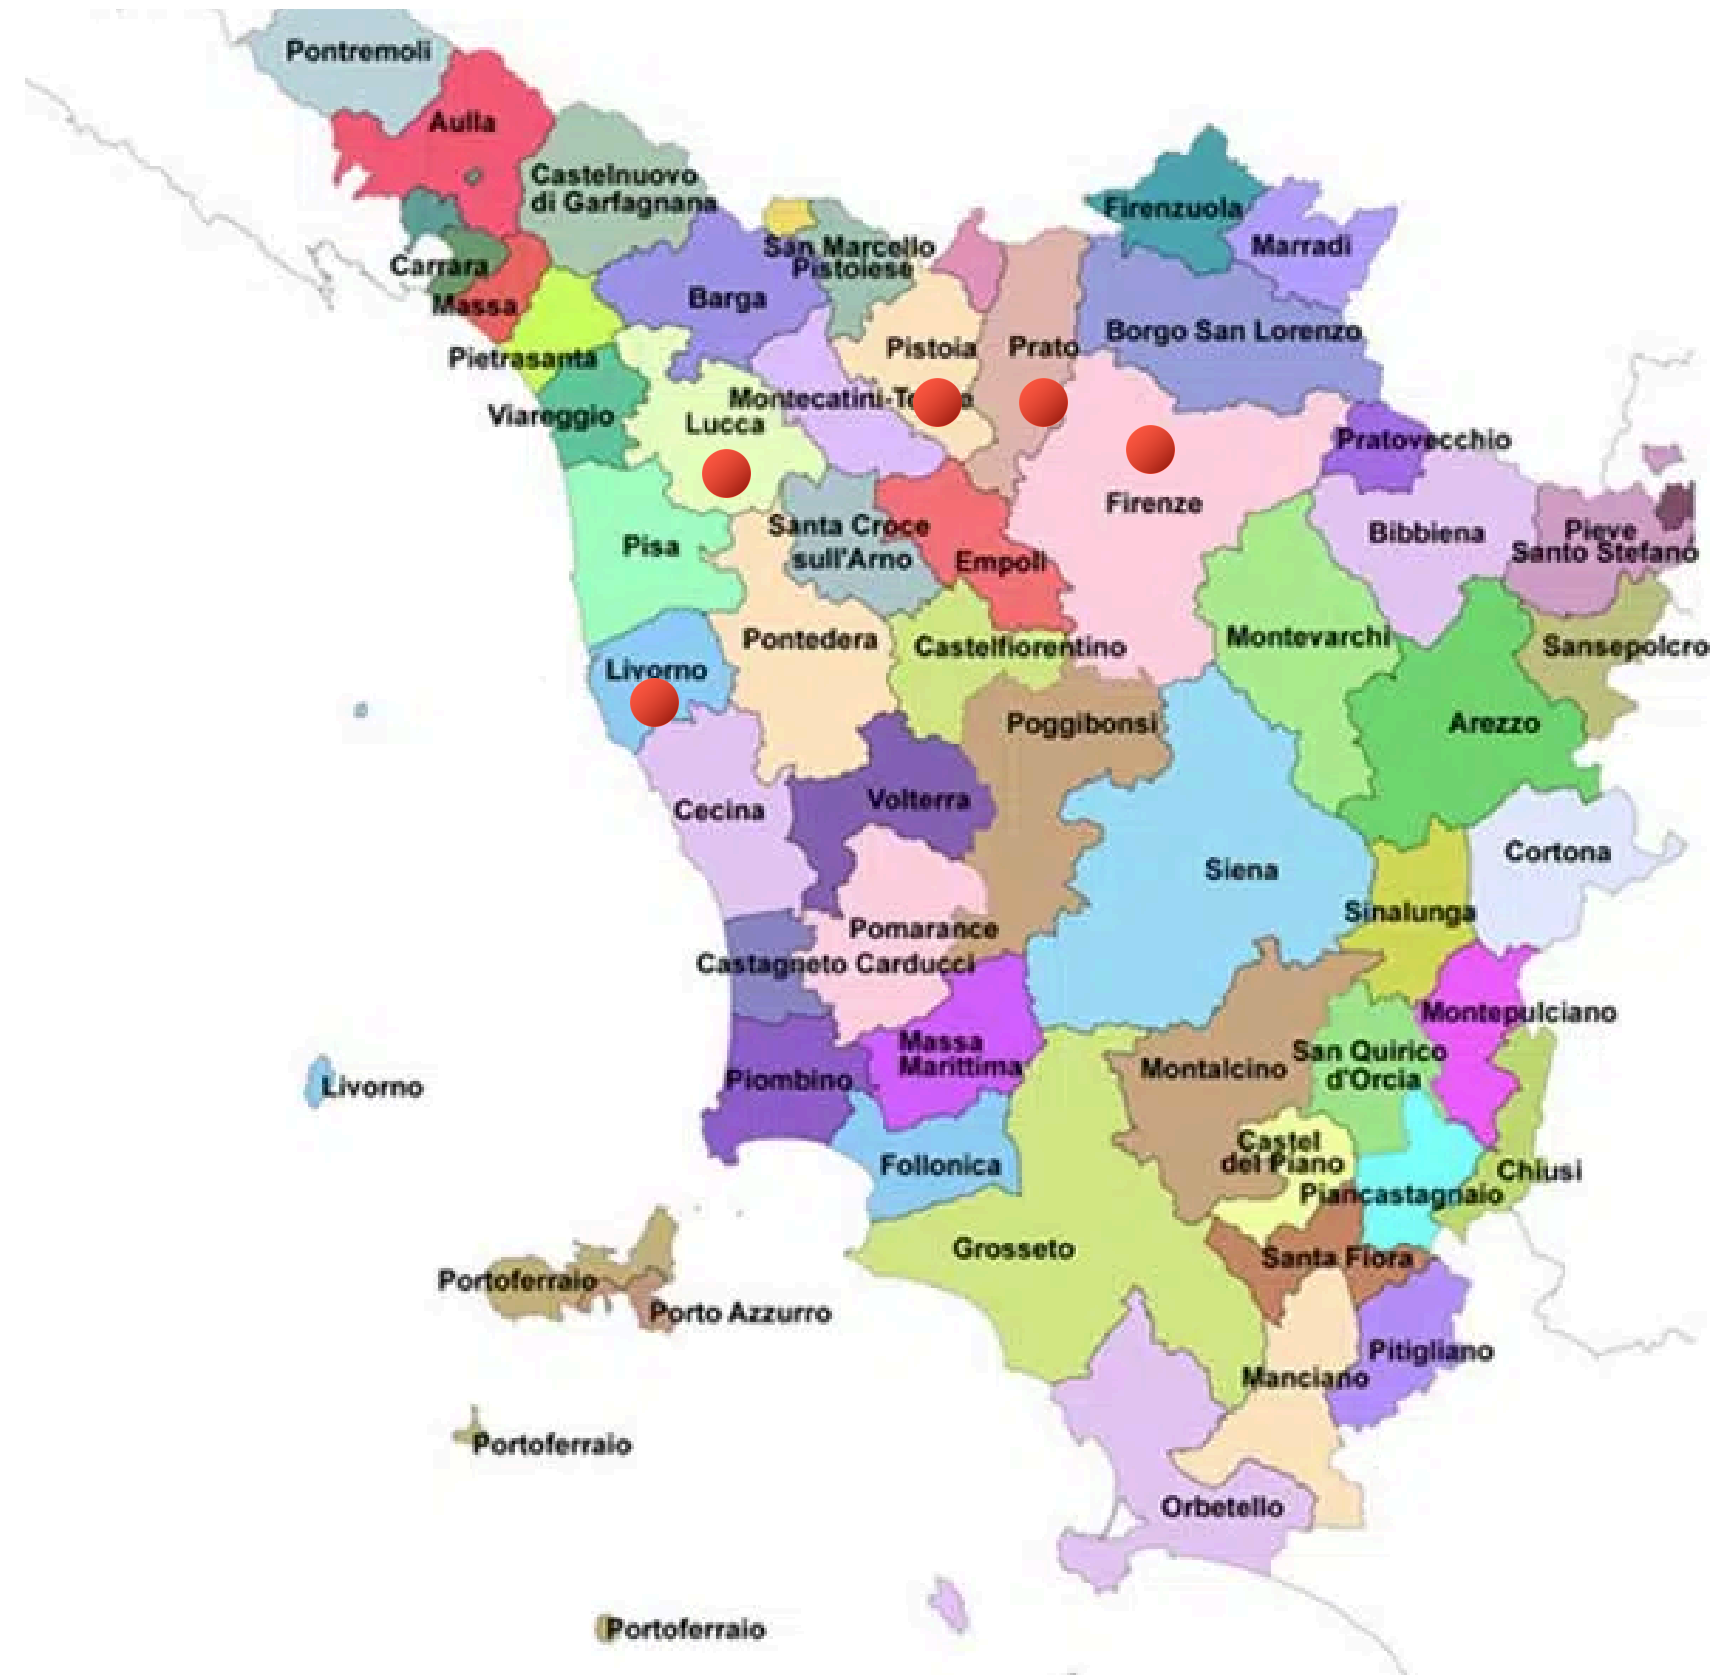 Pontremoli
Aulla
Castelnuovo
di Garfagnana
Firenzuola
Marradi
San Marcello
Pistoiese
Carrara
Massa
Barga
Borgo San Lorenzo
Pistoia
Prato
Pietrasanta
Montecatini-T
Viareggio
Lucca
Pratovecchio
Firenze
Santa Croce
sull'Arno
Pisa
Empoli
Bibbiena
Pieve
Santo Stefano
Pontedera
Castelfiorentino
Montevarchi
Sansepolcro
Livorno
Poggibonsi
Arezzo
Cecina
Volterra
Siena
Cortona
Sinalunga
Pomarance
Castagneto Carducci
Montepulciano
Massa
Marittima
San Quirico
d'Orcia
Montalcino
Piombino
Livorno
Castel
del Piano
Follonica
Chiusi
Piancastagnaio
Grosseto
Santa Fiora
Portoferraio
Porto Azzurro
Pitigliano
Manciano
Portoferraio
Orbetello
Portoferraio